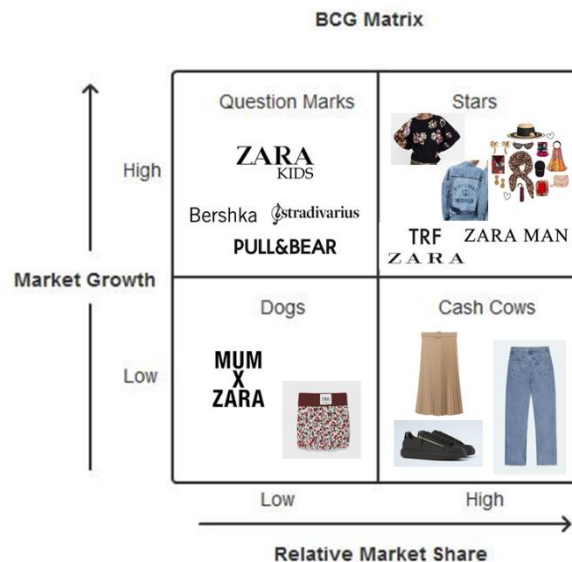 BCG Matrix
Question Marks
Stars
High
ZARA
KIDS
Bershka
Stradivarius
PULL&BEAR
WORLD
TRF
ZARA MAN
ZARA
Market Growth
Dogs
Cash Cows
Low
MUM
X
ZARA
Low
High
Relative Market Share